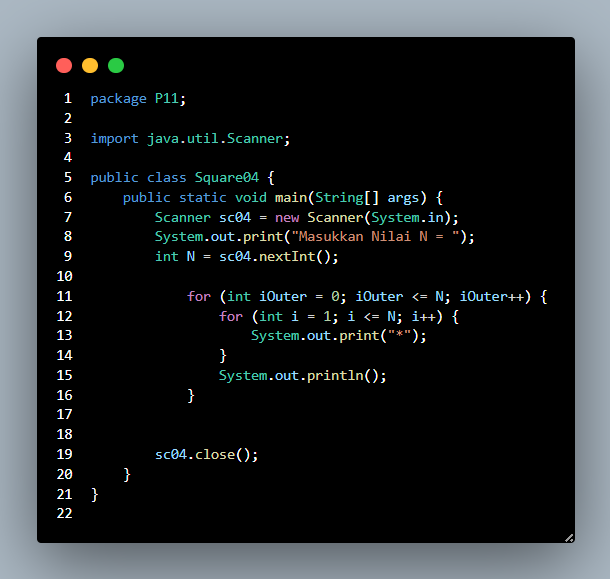 1 package P11;
2
3 import java.util.Scanner;
4
5 public class Square04 {
6     public static void main(String[] args) {
7         Scanner sc04 = new Scanner(System.in);
8         System.out.print("Masukkan Nilai N = ");
9         int N = sc04.nextInt();
10
11             for (int iOuter = 0; iOuter <= N; iOuter++) {
12                 for (int i = 1; i <= N; i++) {
13                     System.out.print("*");
14                 }
15                 System.out.println();
16             }
17
18
19         sc04.close();
20     }
21 }
22